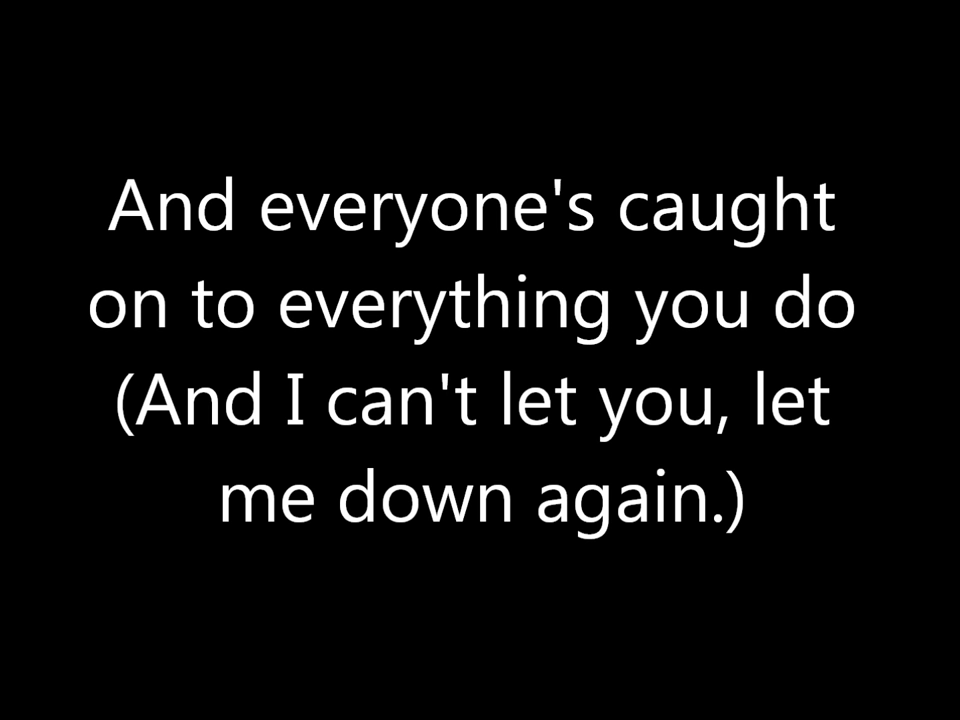 And everyone's caught
on to everything you do
(And I can't let you, let
me down again.)